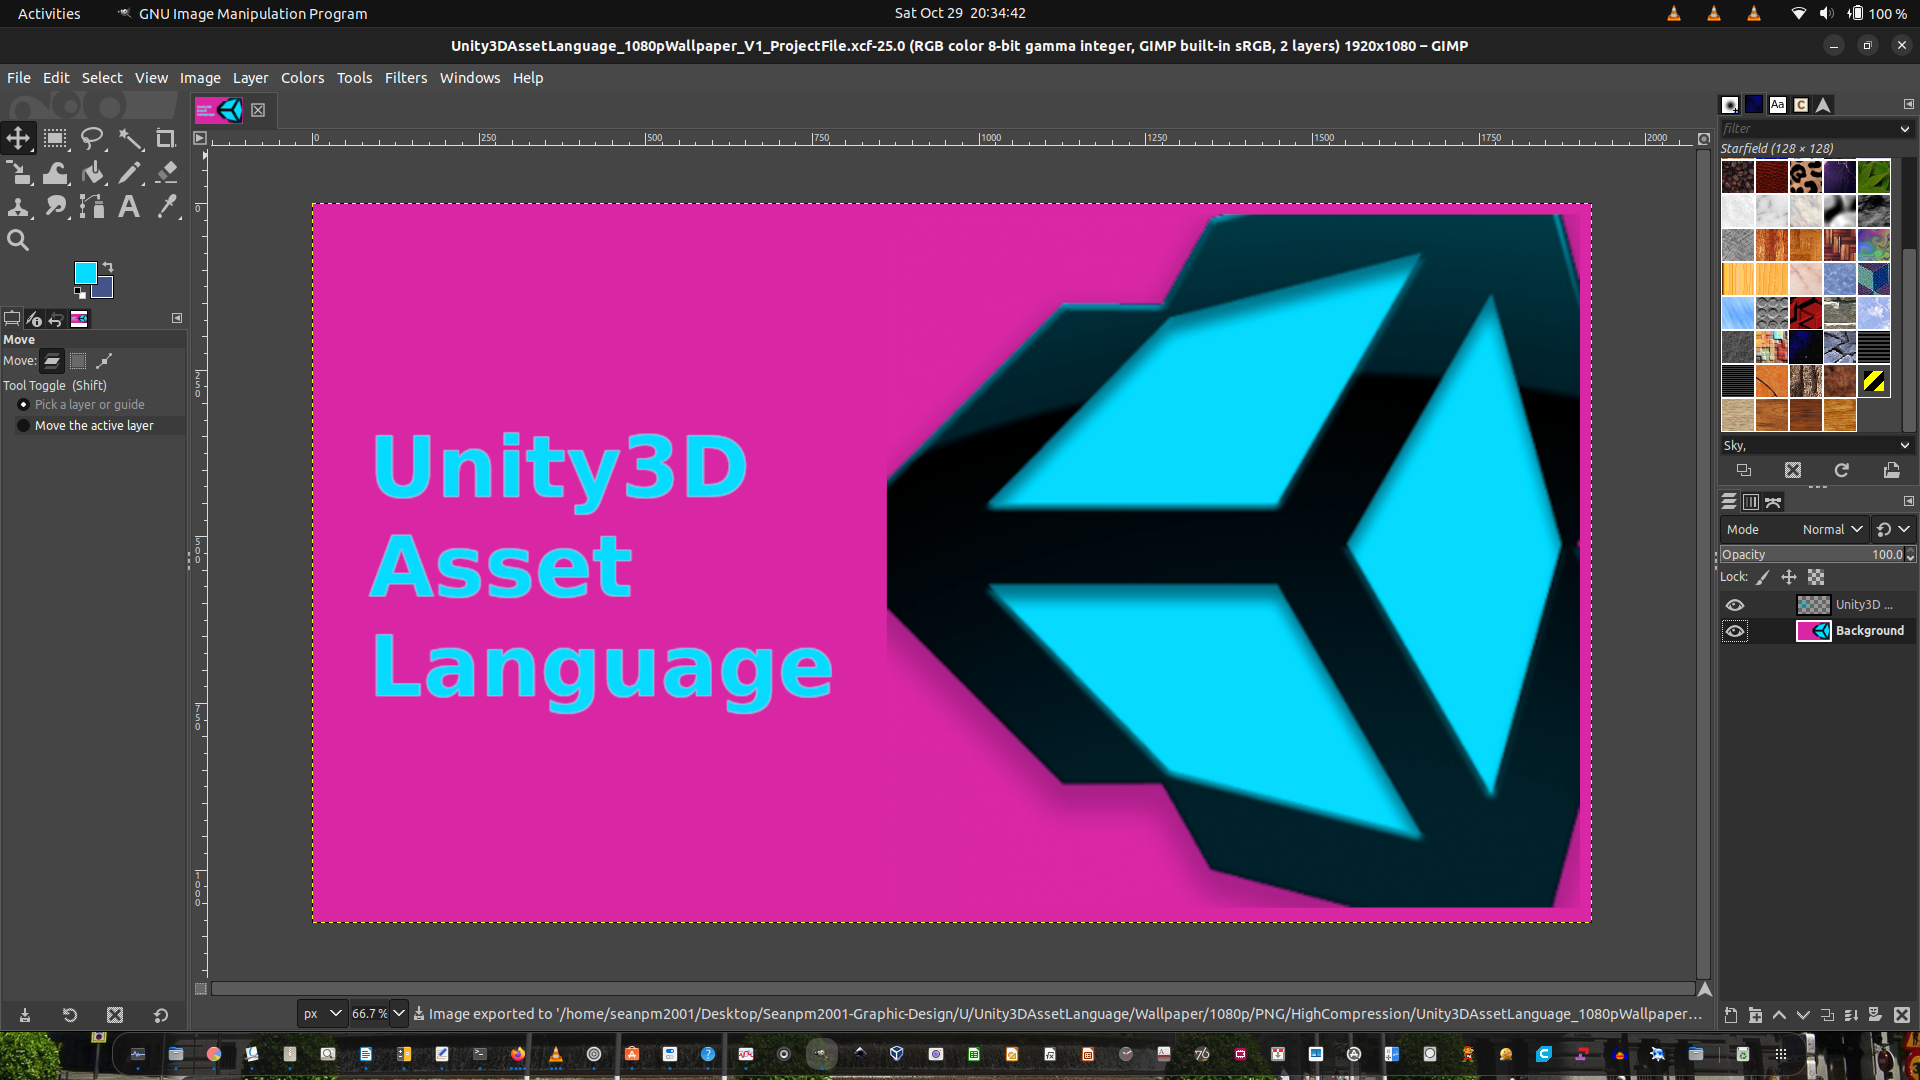 Activities
GNU Image Manipulation Program
Sat Oct 29 20:34:42
100 %
Unity3DAssetLanguage_1080pWallpaper_V1_ProjectFile.xcf-25.0 (RGB color 8-bit gamma integer, GIMP built-in sRGB, 2 layers) 1920x1080 – GIMP
File Edit Select View Image Layer Colors Tools Filters Windows Help
0 250 500 750 1000 1250 1500 1750 2000
0
250
500
750
1000
Move
Move:
Tool Toggle (Shift)
Pick a layer or guide
Move the active layer
Unity3D
Asset
Language
filter
Starfield (128 × 128)
Sky,
Mode Normal
Opacity 100.0
Lock:
Unity3D ...
Background
px 66.7 % Image exported to '/home/seanpm2001/Desktop/Seanpm2001-Graphic-Design/U/Unity3DAssetLanguage/Wallpaper/1080p/PNG/HighCompression/Unity3DAssetLanguage_1080pWallpaper...